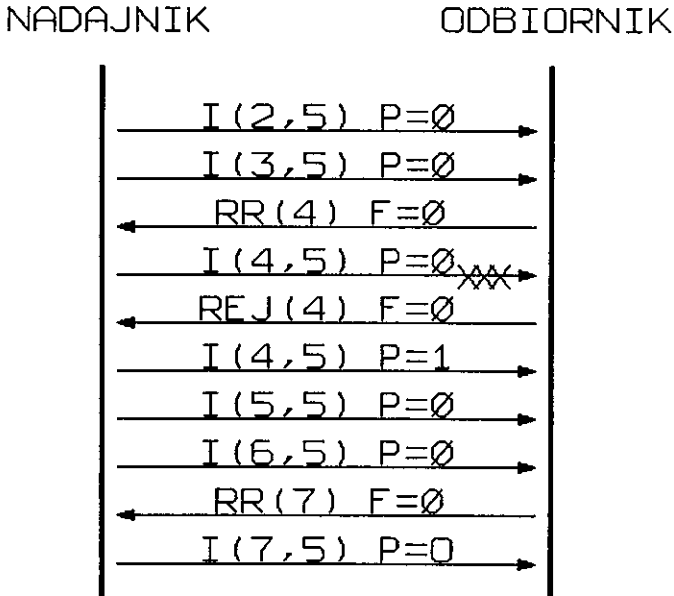 NADAJNIK ODBIORNIK
I(2,5) P=Ø
I(3,5) P=Ø
RR(4) F=Ø
I(4,5) P=Ø
REJ(4) F=Ø
I(4,5) P=1
I(5,5) P=Ø
I(6,5) P=Ø
RR(7) F=Ø
I(7,5) P=0